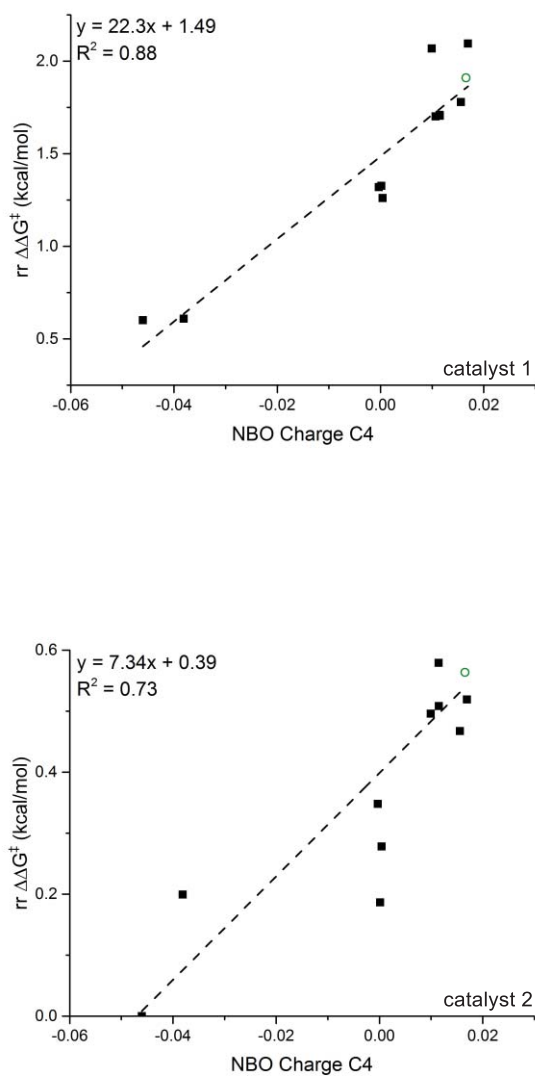 y = 22.3x + 1.49
R² = 0.88
2.0
1.5
1.0
0.5
rr ΔΔG‡ (kcal/mol)
catalyst 1
-0.06 -0.04 -0.02 0.00 0.02
NBO Charge C4
0.6
y = 7.34x + 0.39
R² = 0.73
0.4
0.2
0.0
rr ΔΔG‡ (kcal/mol)
catalyst 2
-0.06 -0.04 -0.02 0.00 0.02
NBO Charge C4